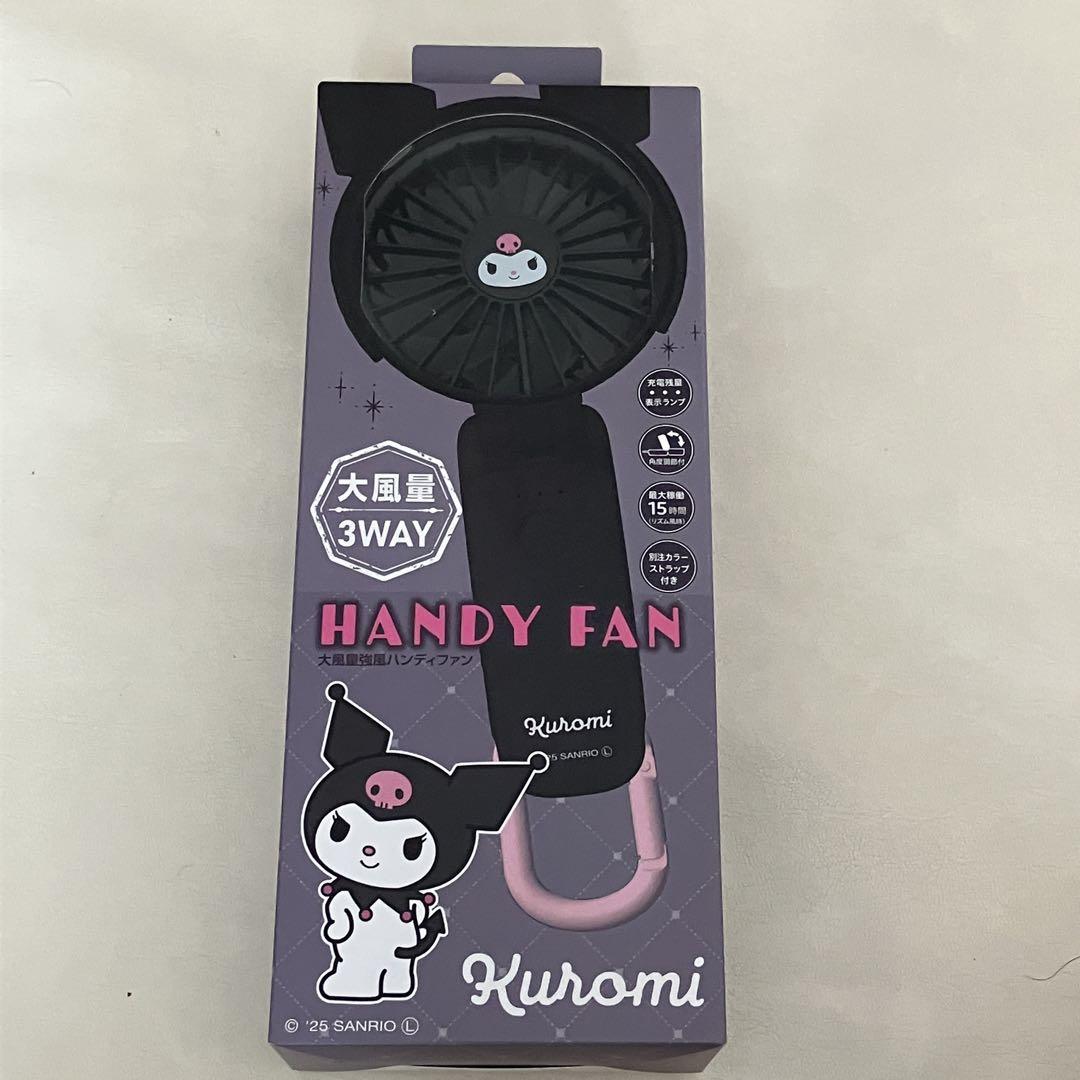 充電残量
表示ランプ
角度調節付
最大稼働
15時間
(リズム風時)
別注カラー
ストラップ
付き
大風量
3WAY
HANDY FAN
大風量強風ハンディファン
Kuromi
'25 SANRIO Ⓛ
Kuromi
© '25 SANRIO Ⓛ